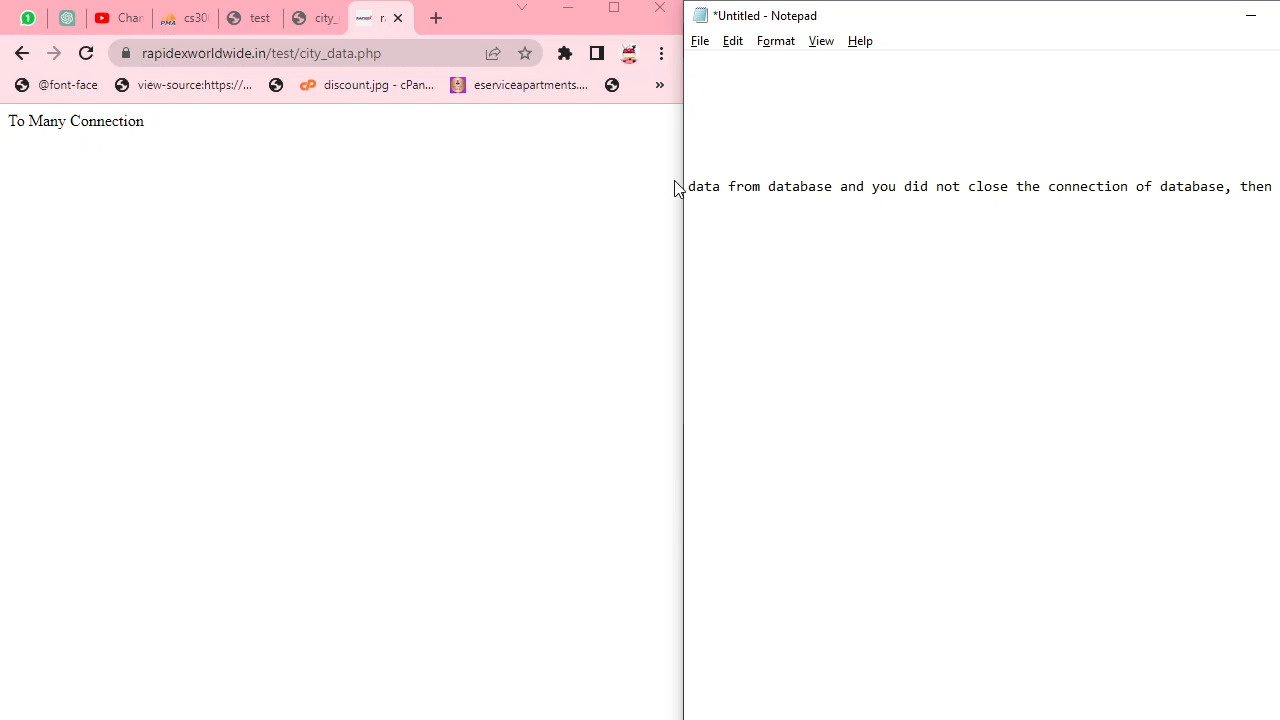 Chan
cs30
test
city_
r
rapidexworldwide.in/test/city_data.php
@font-face
view-source:https://...
discount.jpg - cPan...
eserviceapartments....
»
To Many Connection
*Untitled - Notepad
File Edit Format View Help
data from database and you did not close the connection of database, then